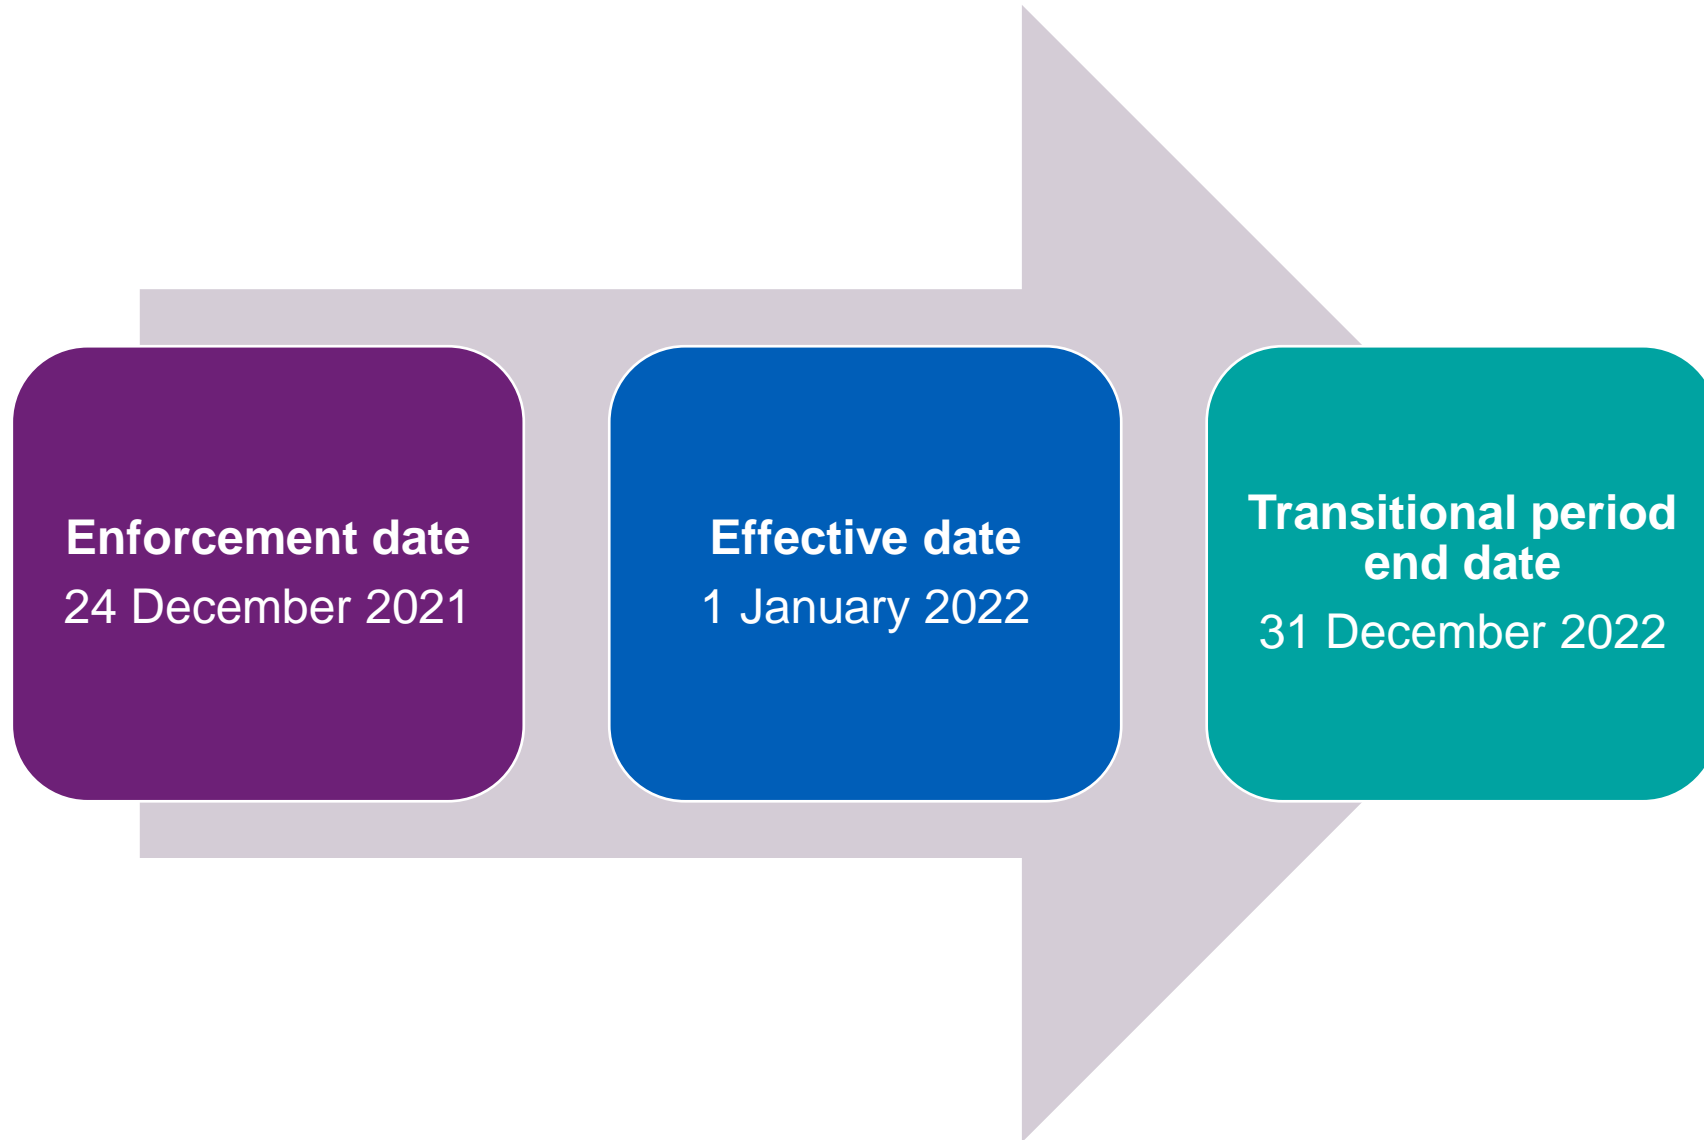 Enforcement date
24 December 2021
Effective date
1 January 2022
Transitional period
end date
31 December 2022